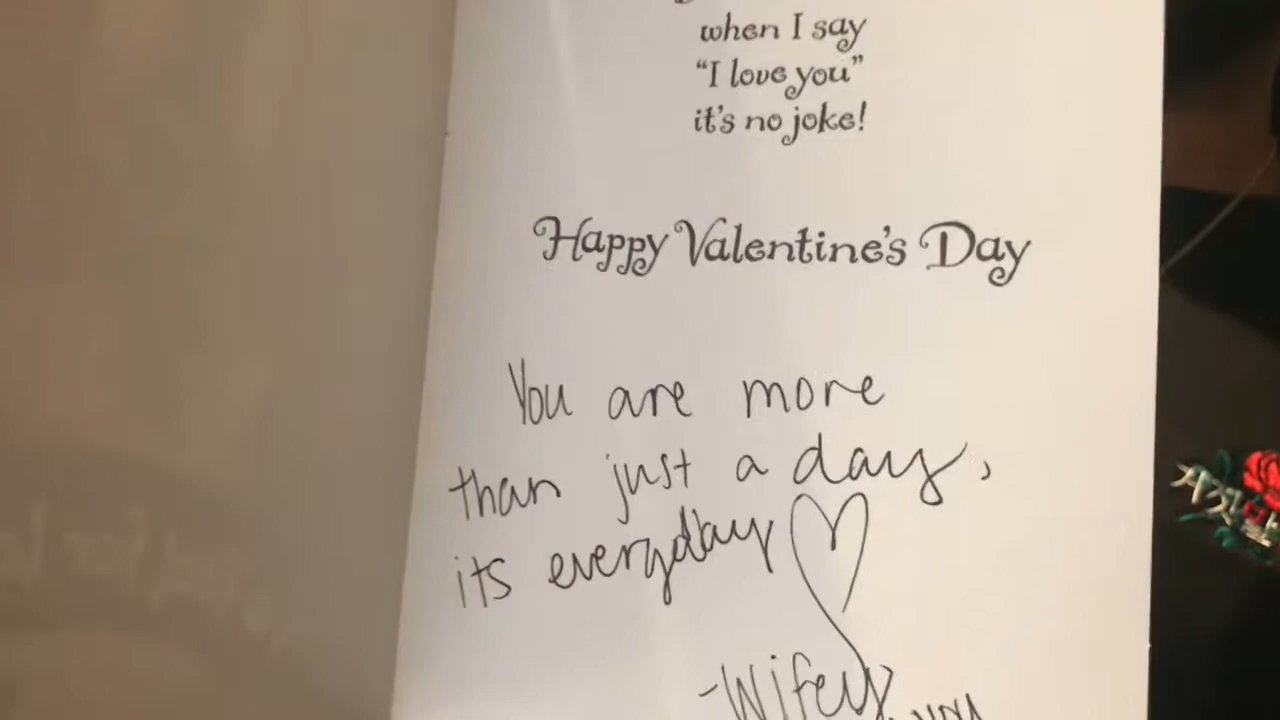 when I say
“I love you”
it's no joke!
Happy Valentine's Day
You are more
than just a day,
its everyday
-Wifey